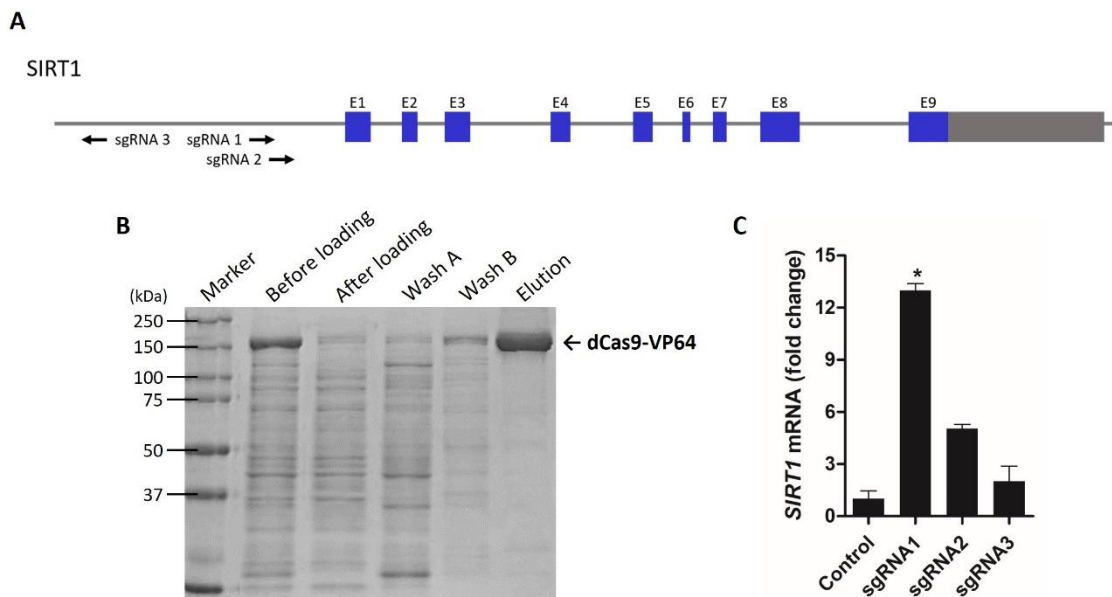 A
SIRT1
E1 E2 E3 E4 E5 E6 E7 E8 E9
sgRNA 3 sgRNA 1
sgRNA 2
B
Marker
Before loading
After loading
Wash A
Wash B
Elution
(kDa)
250
150
100
75
50
37
← dCas9-VP64
C
SIRT1 mRNA (fold change)
15
12
9
6
3
0
*
Control
sgRNA1
sgRNA2
sgRNA3